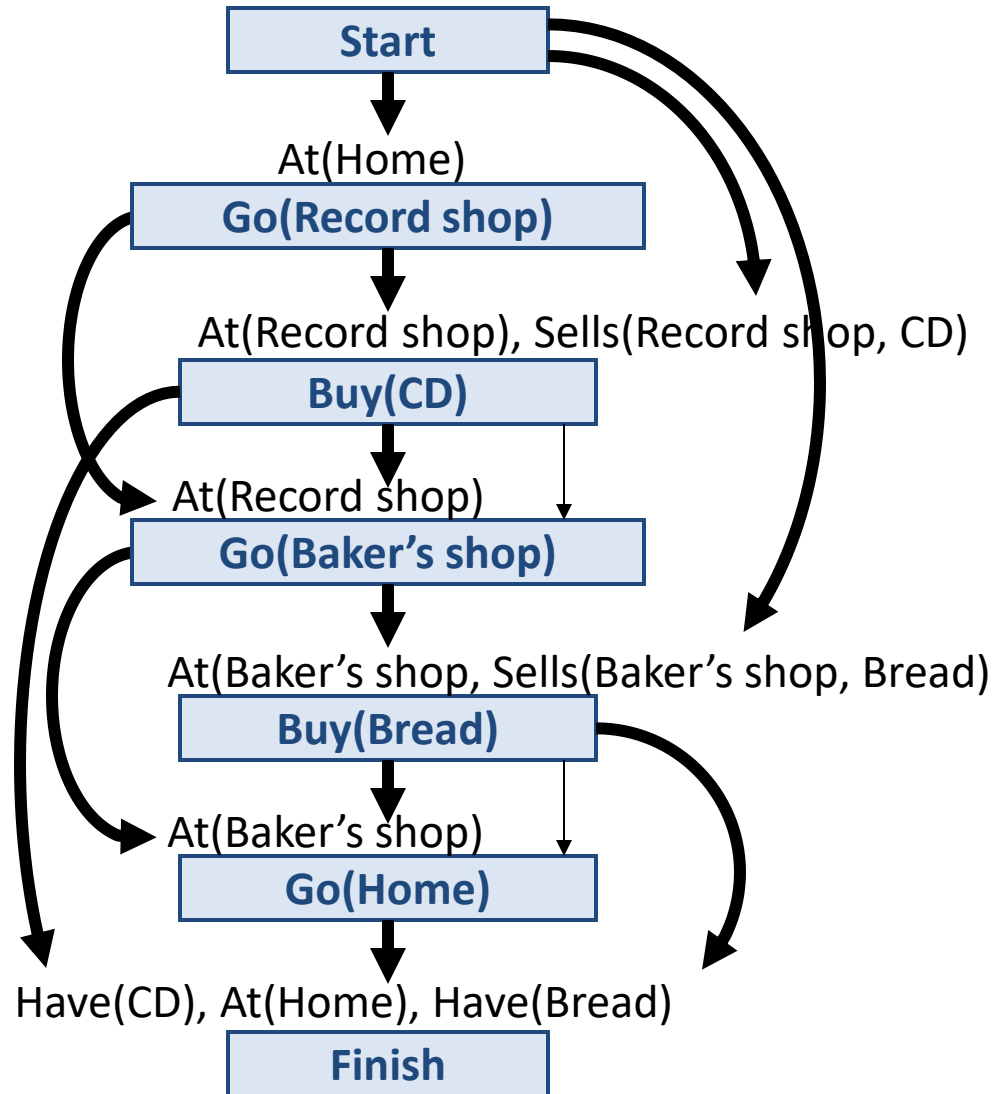 Start
At(Home)
Go(Record shop)
At(Record shop), Sells(Record shop, CD)
Buy(CD)
At(Record shop)
Go(Baker’s shop)
At(Baker’s shop, Sells(Baker’s shop, Bread)
Buy(Bread)
At(Baker’s shop)
Go(Home)
Have(CD), At(Home), Have(Bread)
Finish